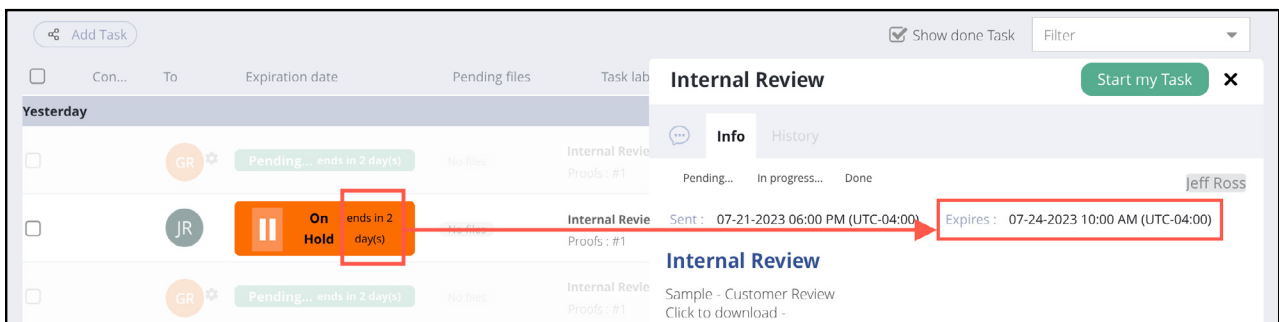 Add Task
Show done Task
Filter
Con...
To
Expiration date
Pending files
Task lab
Yesterday
GR
Pending... ends in 2 day(s)
No files
Internal Revie
Proofs : #1
JR
On Hold
ends in 2 day(s)
No files
Internal Revie
Proofs : #1
GR
Pending... ends in 2 day(s)
No files
Internal Revie
Proofs : #1
Internal Review
Start my Task
Info
History
Pending...
In progress...
Done
Jeff Ross
Sent : 07-21-2023 06:00 PM (UTC-04:00)
Expires : 07-24-2023 10:00 AM (UTC-04:00)
Internal Review
Sample - Customer Review
Click to download -